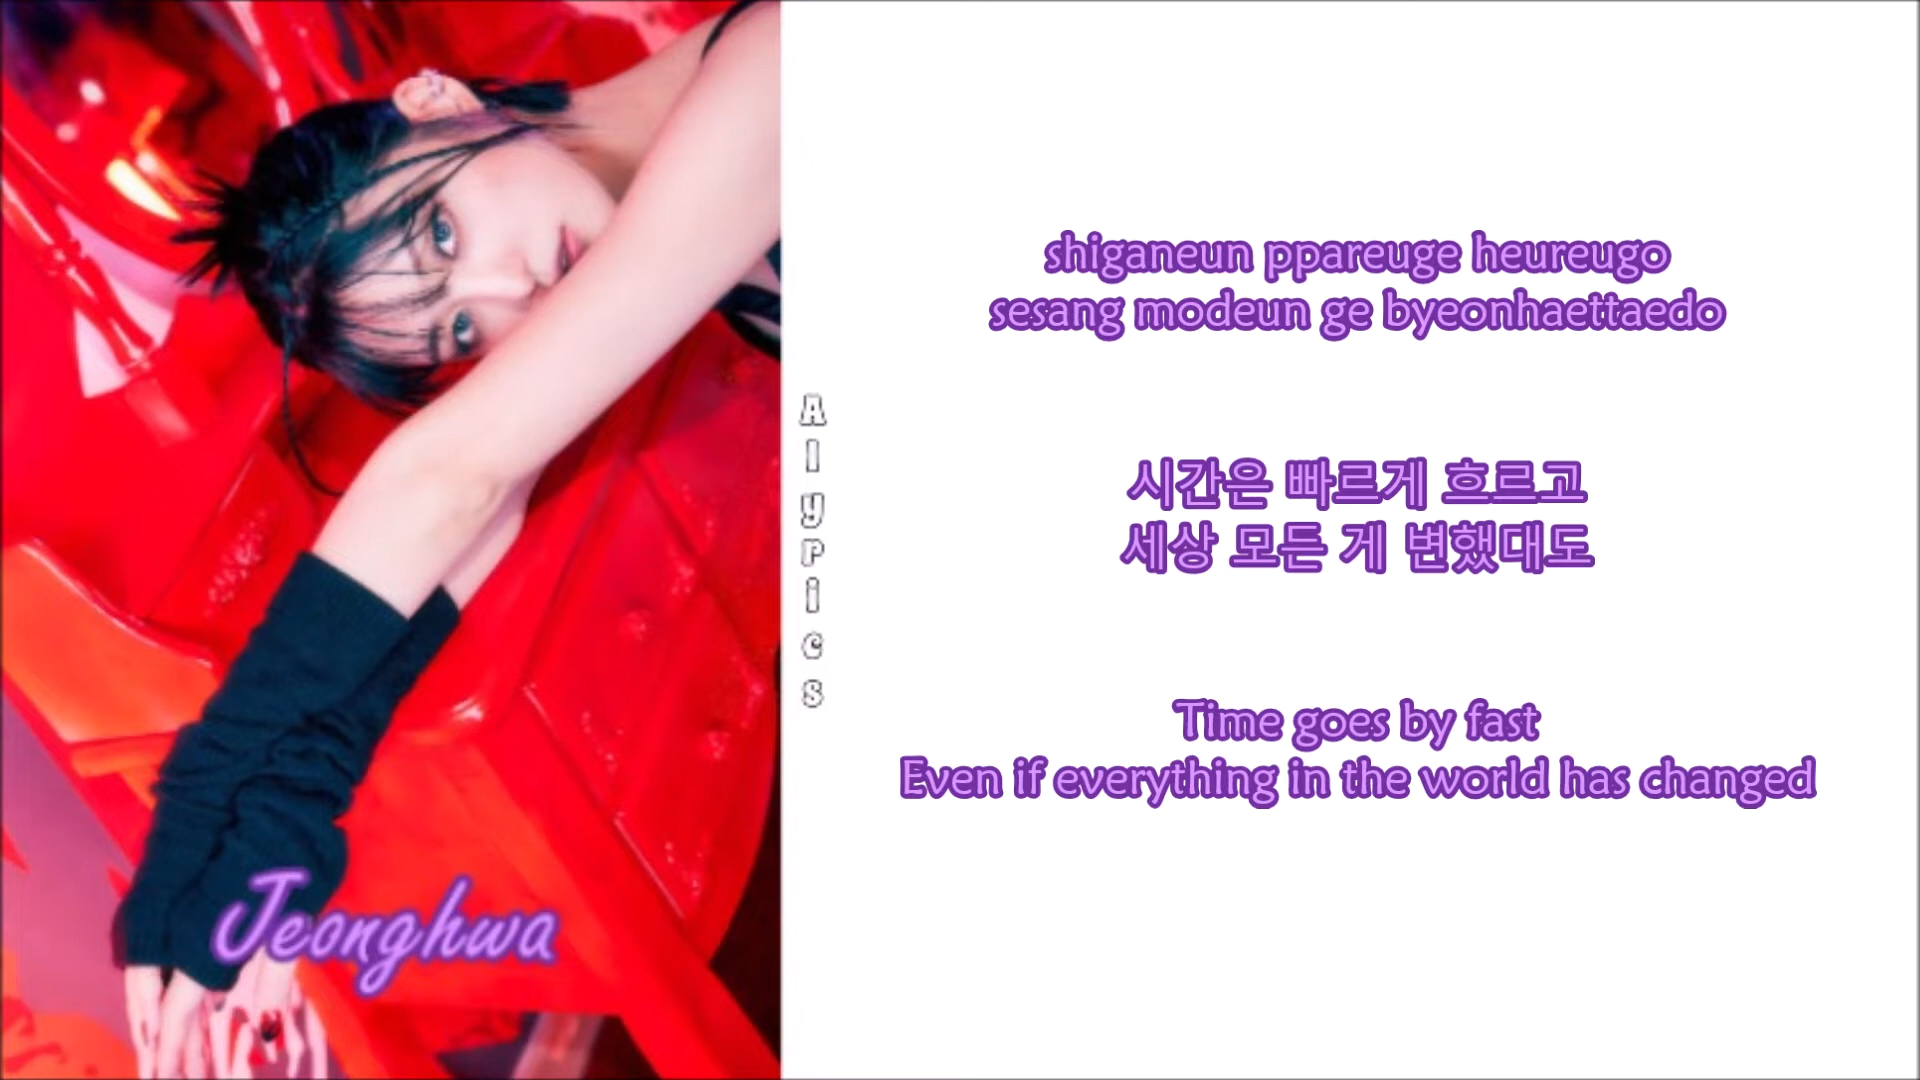 Jeonghwa
Alypics
shiganeun ppareuge heureugo
sesang modeun ge byeonhaettaedo
시간은 빠르게 흐르고
세상 모든 게 변했대도
Time goes by fast
Even if everything in the world has changed